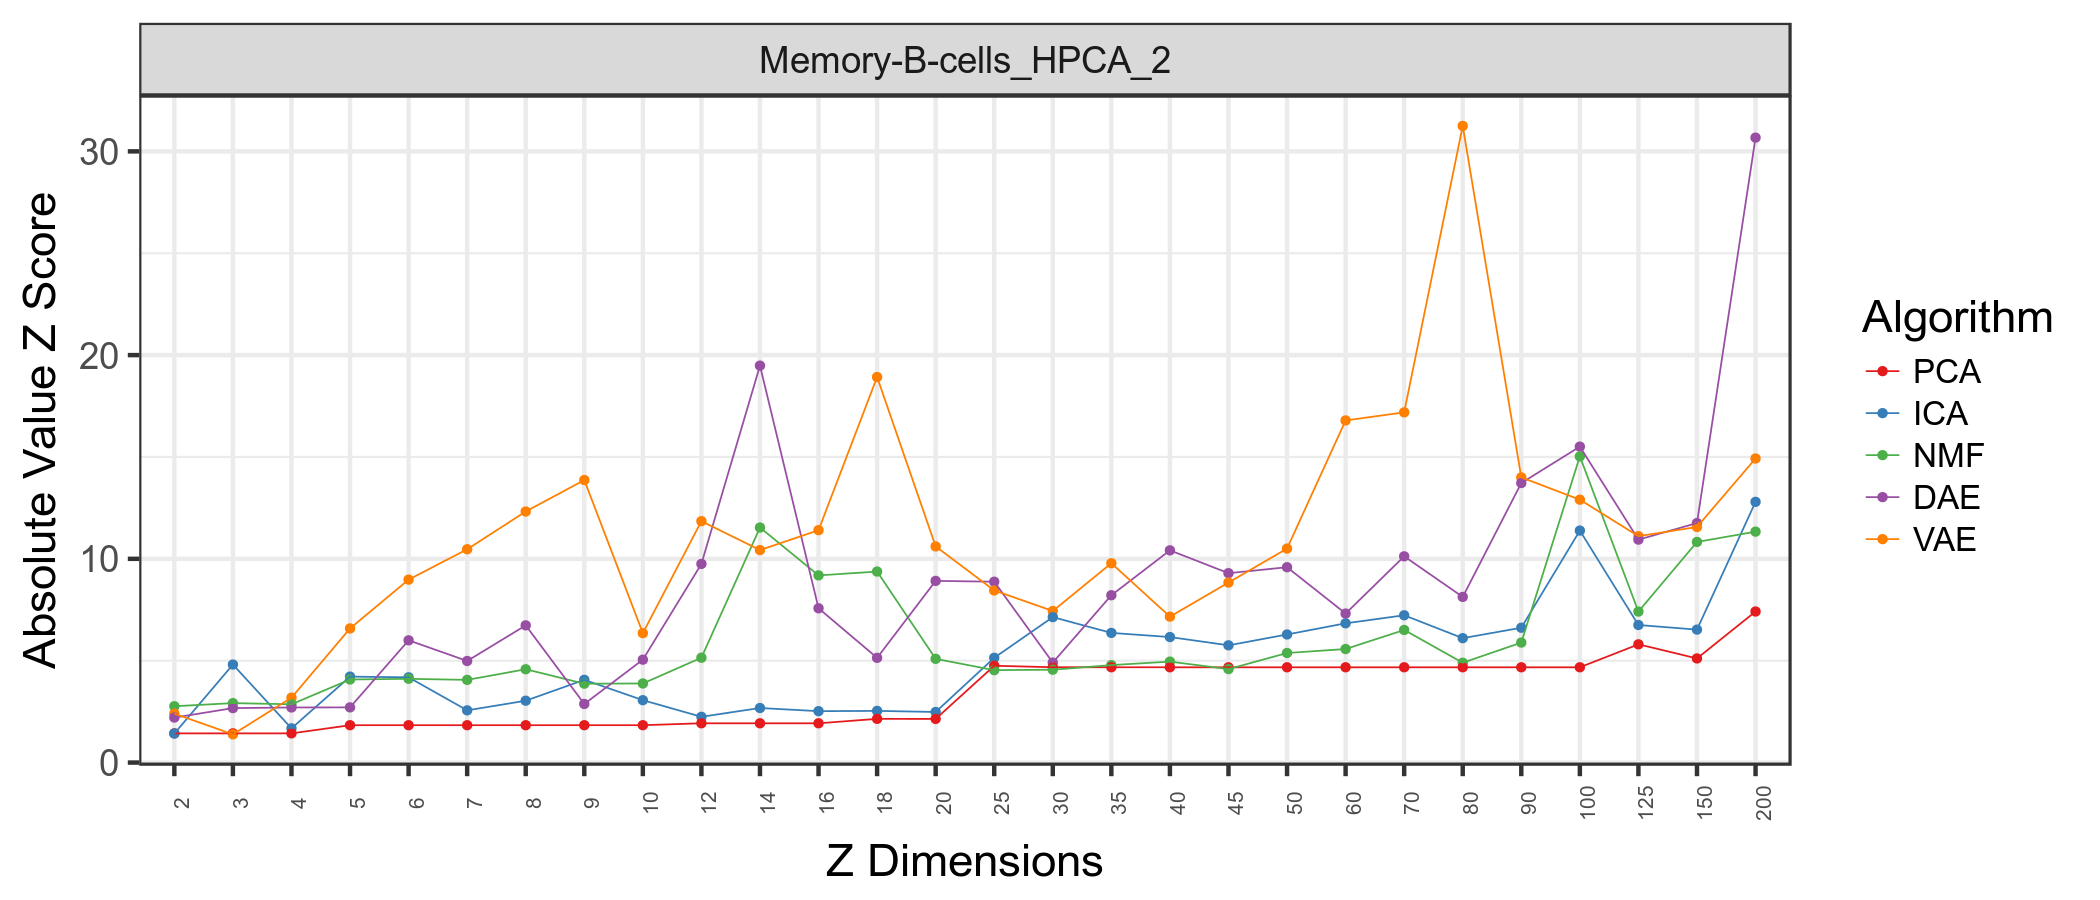 Memory-B-cells_HPCA_2
Absolute Value Z Score
30
20
10
0
2 3 4 5 6 7 8 9 10 12 14 16 18 20 25 30 35 40 45 50 60 70 80 90 100 125 150 200
Z Dimensions
Algorithm
PCA
ICA
NMF
DAE
VAE